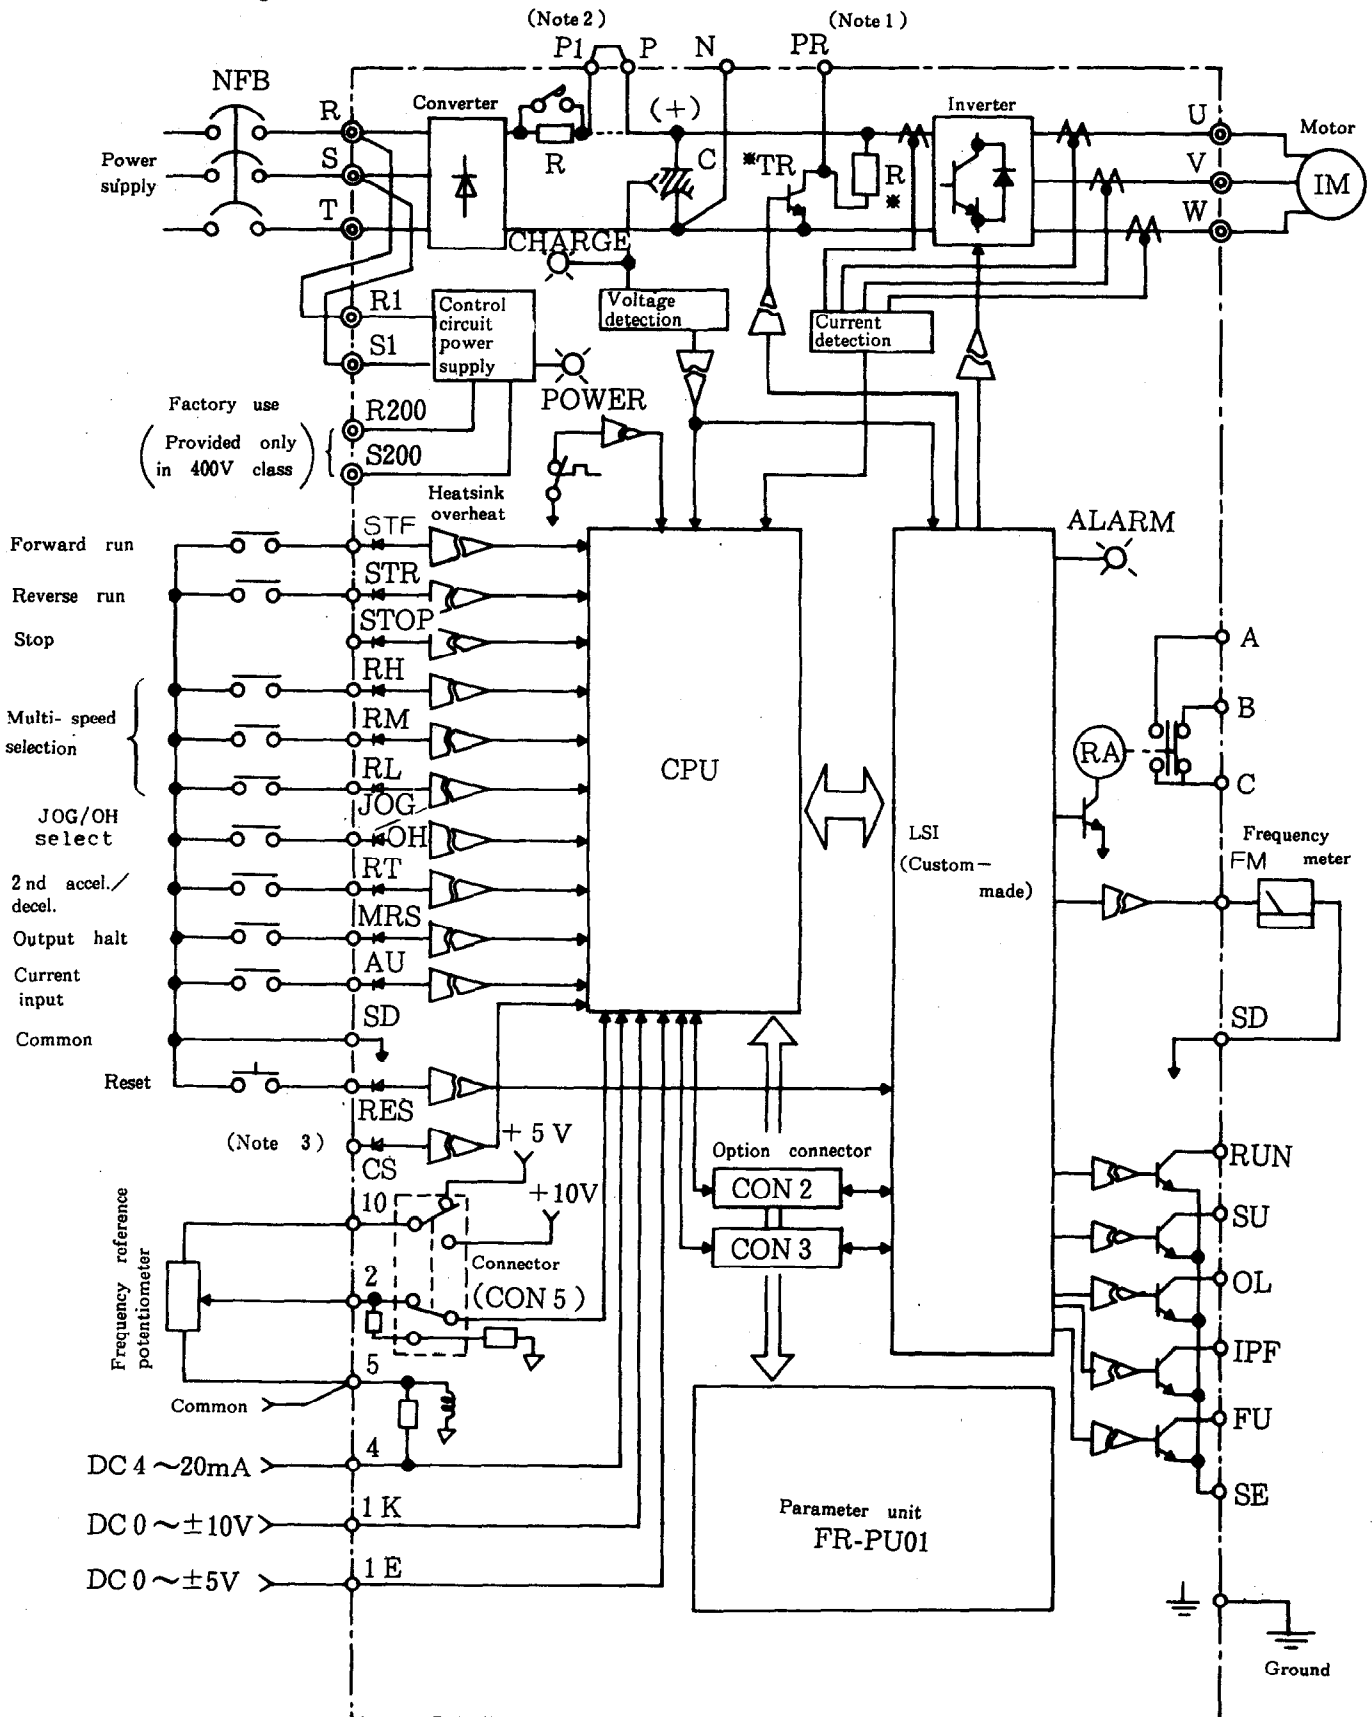 (Note 2)
(Note 1)
P1
P
N
PR
NFB
R
Converter
(+)
Inverter
U
Motor
Power
supply
S
R
C
※TR
R
※
V
IM
T
W
CHARGE
R1
Control
circuit
power
supply
Voltage
detection
Current
detection
S1
POWER
Factory use
R200
(Provided only
in 400V class)
S200
Heatsink
overheat
Forward run
STF
ALARM
Reverse run
STR
Stop
STOP
A
RH
Multi- speed
selection
RM
B
RL
CPU
RA
C
JOG/OH
select
JOG
OH
LSI
(Custom-
made)
Frequency
meter
FM
2nd accel./
decel.
RT
Output halt
MRS
Current
input
AU
Common
SD
SD
Reset
RES
(Note 3)
CS
+5V
Option connector
RUN
10
+10V
CON 2
SU
Frequency reference
potentiometer
Connector
(CON 5)
CON 3
2
OL
5
IPF
Common
FU
DC 4～20mA
4
SE
DC 0～±10V
1K
Parameter unit
FR-PU01
DC 0～±5V
1E
Ground